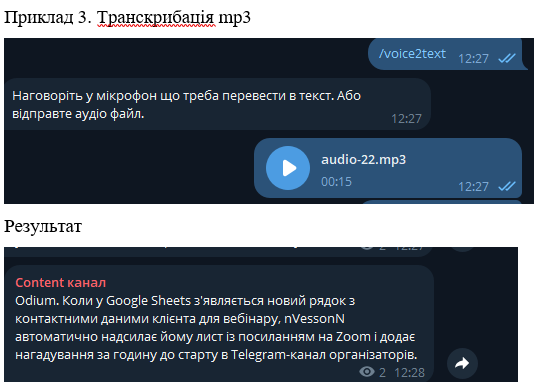 Приклад 3. Транскрибація mp3
/voice2text 12:27
Наговоріть у мікрофон що треба перевести в текст. Або
відправте аудіо файл.
12:27
audio-22.mp3
00:15
12:27
Результат
2 12:27
Content канал
Odium. Коли у Google Sheets з'являється новий рядок з
контактними даними клієнта для вебінару, nVessonN
автоматично надсилає йому лист із посиланням на Zoom і додає
нагадування за годину до старту в Telegram-канал організаторів.
2 12:28